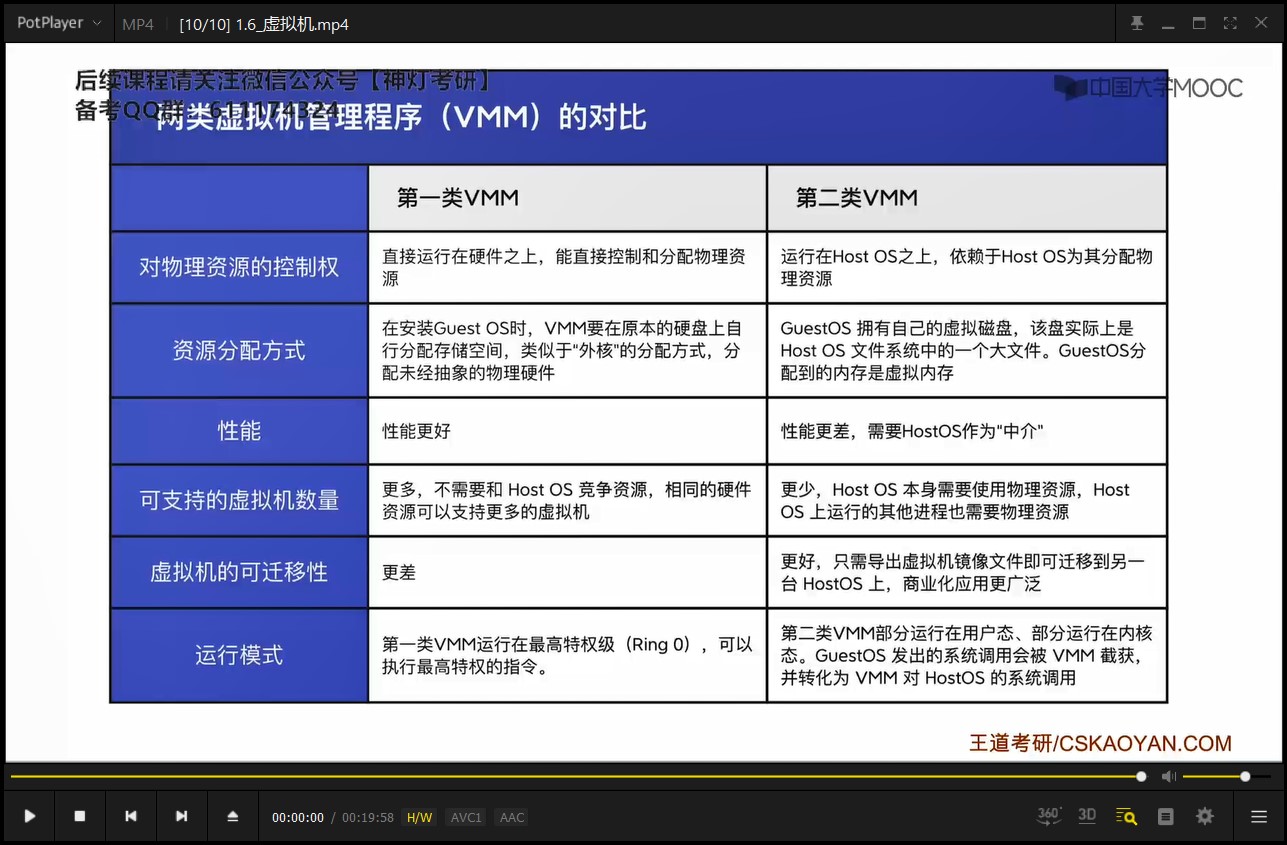 PotPlayer
MP4
[10/10] 1.6_虚拟机.mp4
后续课程请关注微信公众号【神灯考研】
备考QQ群：611174324
中国大学MOOC
两类虚拟机管理程序（VMM）的对比
第一类VMM
第二类VMM
对物理资源的控制权
直接运行在硬件之上，能直接控制和分配物理资
源
运行在Host OS之上，依赖于Host OS为其分配物
理资源
资源分配方式
在安装Guest OS时，VMM要在原本的硬盘上自
行分配存储空间，类似于"外核"的分配方式，分
配未经抽象的物理硬件
GuestOS 拥有自己的虚拟磁盘，该盘实际上是
Host OS 文件系统中的一个大文件。GuestOS分
配到的内存是虚拟内存
性能
性能更好
性能更差，需要HostOS作为"中介"
可支持的虚拟机数量
更多，不需要和 Host OS 竞争资源，相同的硬件
资源可以支持更多的虚拟机
更少，Host OS 本身需要使用物理资源，Host
OS 上运行的其他进程也需要物理资源
虚拟机的可迁移性
更差
更好，只需导出虚拟机镜像文件即可迁移到另一
台 HostOS 上，商业化应用更广泛
运行模式
第一类VMM运行在最高特权级（Ring 0），可以
执行最高特权的指令。
第二类VMM部分运行在用户态、部分运行在内核
态。GuestOS 发出的系统调用会被 VMM 截获，
并转化为 VMM 对 HostOS 的系统调用
王道考研/CSKAOYAN.COM
00:00:00 / 00:19:58 H/W AVC1 AAC
360° 3D